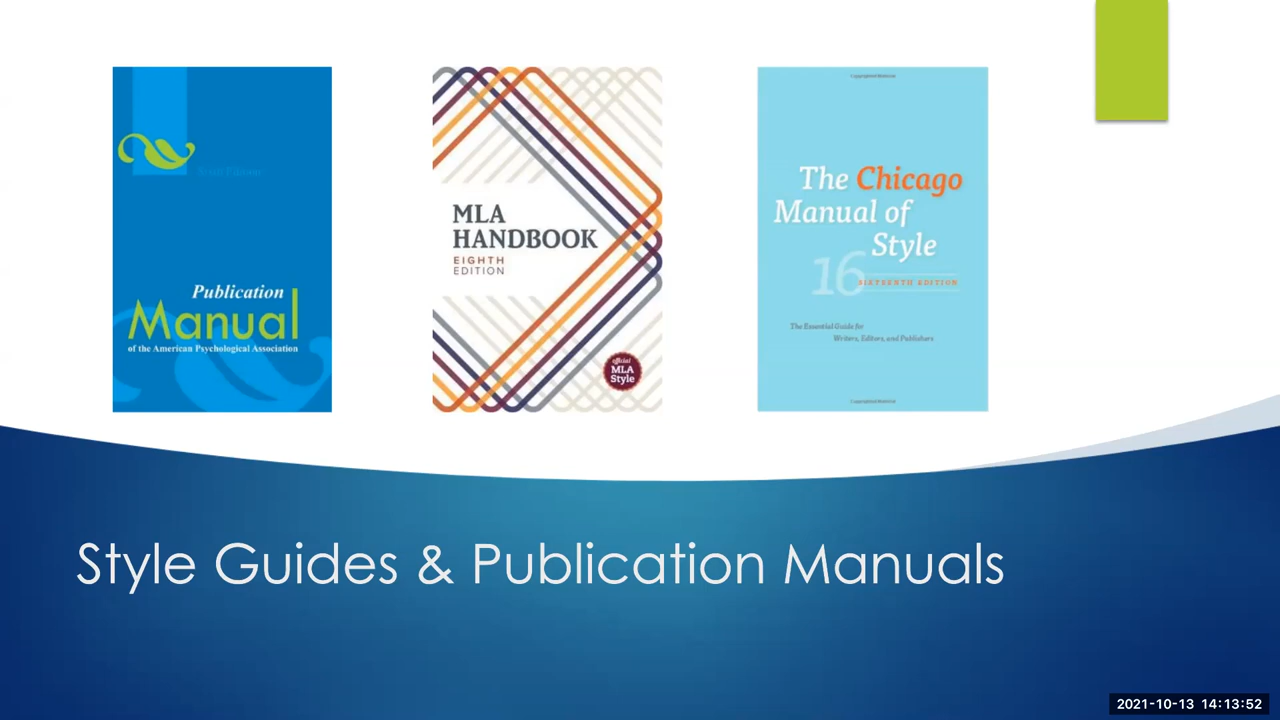 Publication
Manual
of the American Psychological Association
MLA
HANDBOOK
EIGHTH
EDITION
official
MLA
Style
The Chicago
Manual of
Style
16
SIXTEENTH EDITION
The Essential Guide for
Writers, Editors, and Publishers
Style Guides & Publication Manuals
2021-10-13 14:13:52